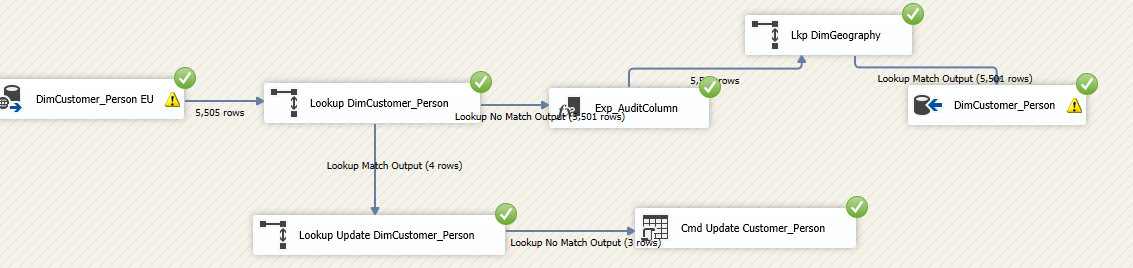 Lkp DimGeography
DimCustomer_Person EU
5,505 rows
Lookup DimCustomer_Person
Lookup No Match Output (5,501 rows)
Exp_AuditColumn
rows
Lookup Match Output (5,501 rows)
DimCustomer_Person
Lookup Match Output (4 rows)
Lookup Update DimCustomer_Person
Lookup No Match Output (3 rows)
Cmd Update Customer_Person